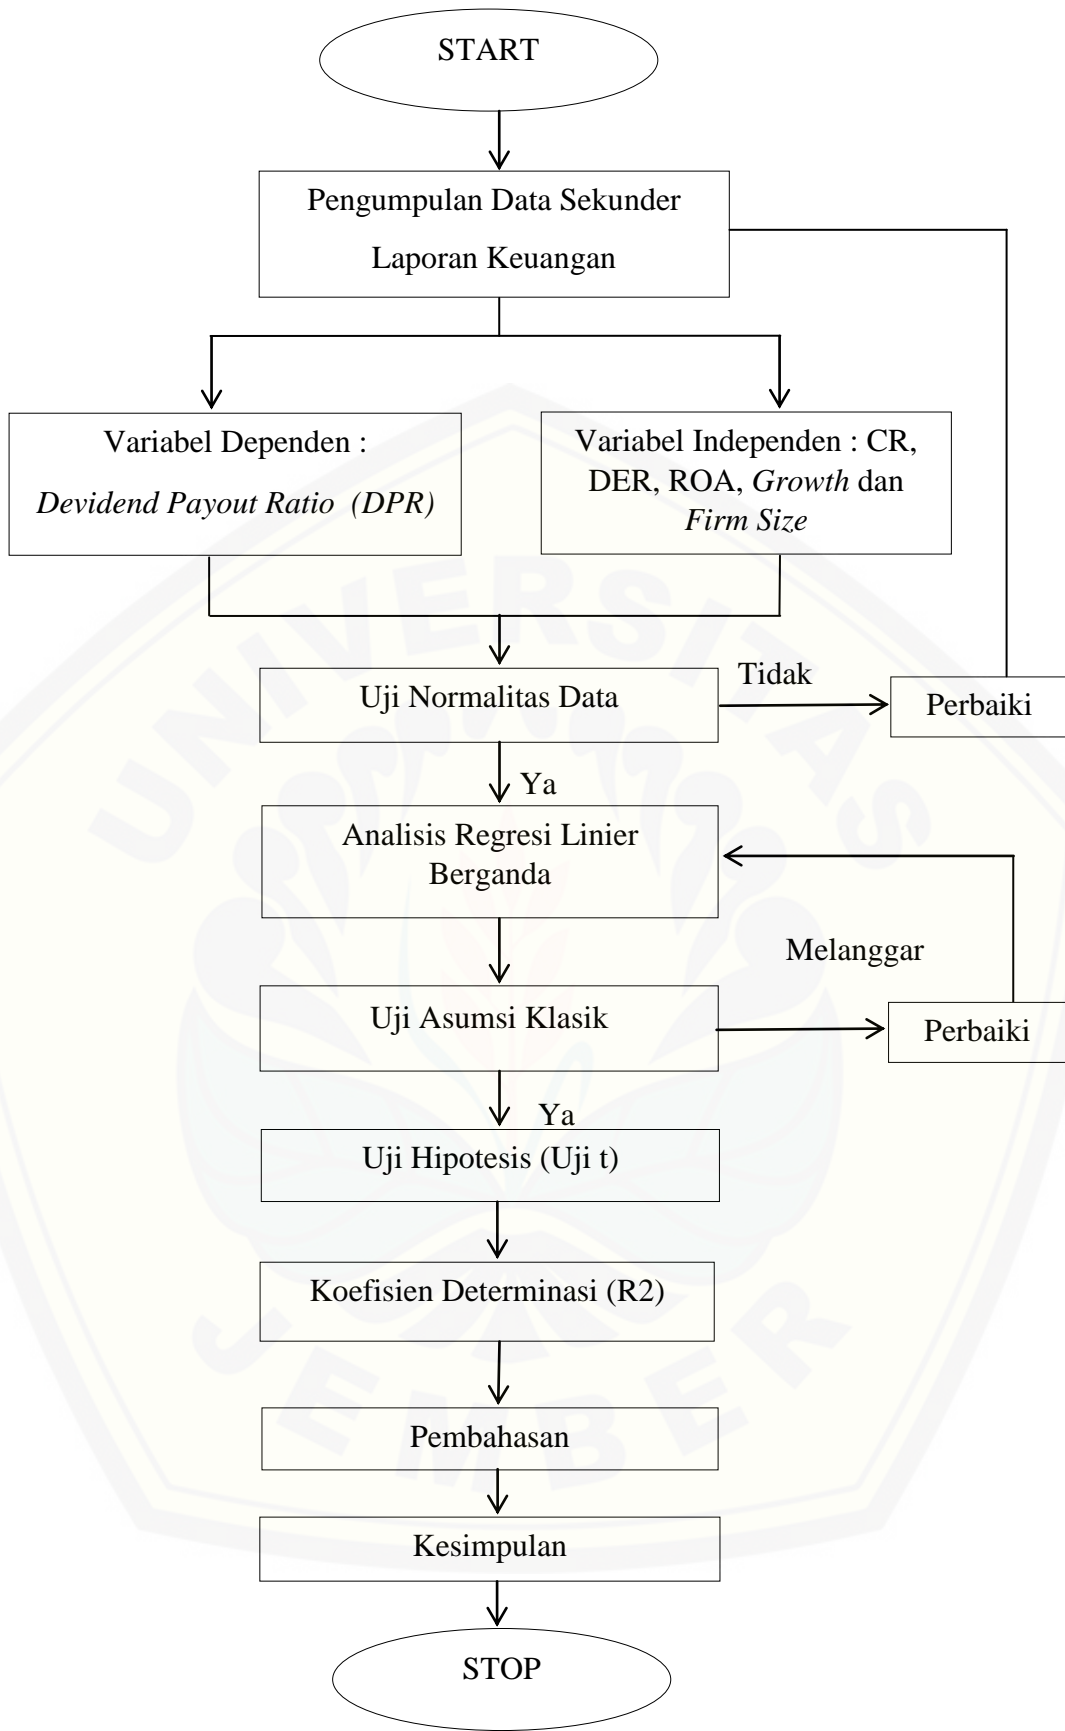 START
Pengumpulan Data Sekunder
Laporan Keuangan
Variabel Dependen :
Devidend Payout Ratio (DPR)
Variabel Independen : CR,
DER, ROA, Growth dan
Firm Size
Uji Normalitas Data
Tidak
Perbaiki
Ya
Analisis Regresi Linier
Berganda
Melanggar
Uji Asumsi Klasik
Perbaiki
Ya
Uji Hipotesis (Uji t)
Koefisien Determinasi (R2)
Pembahasan
Kesimpulan
STOP
UNIVERSITAS
JEMBER